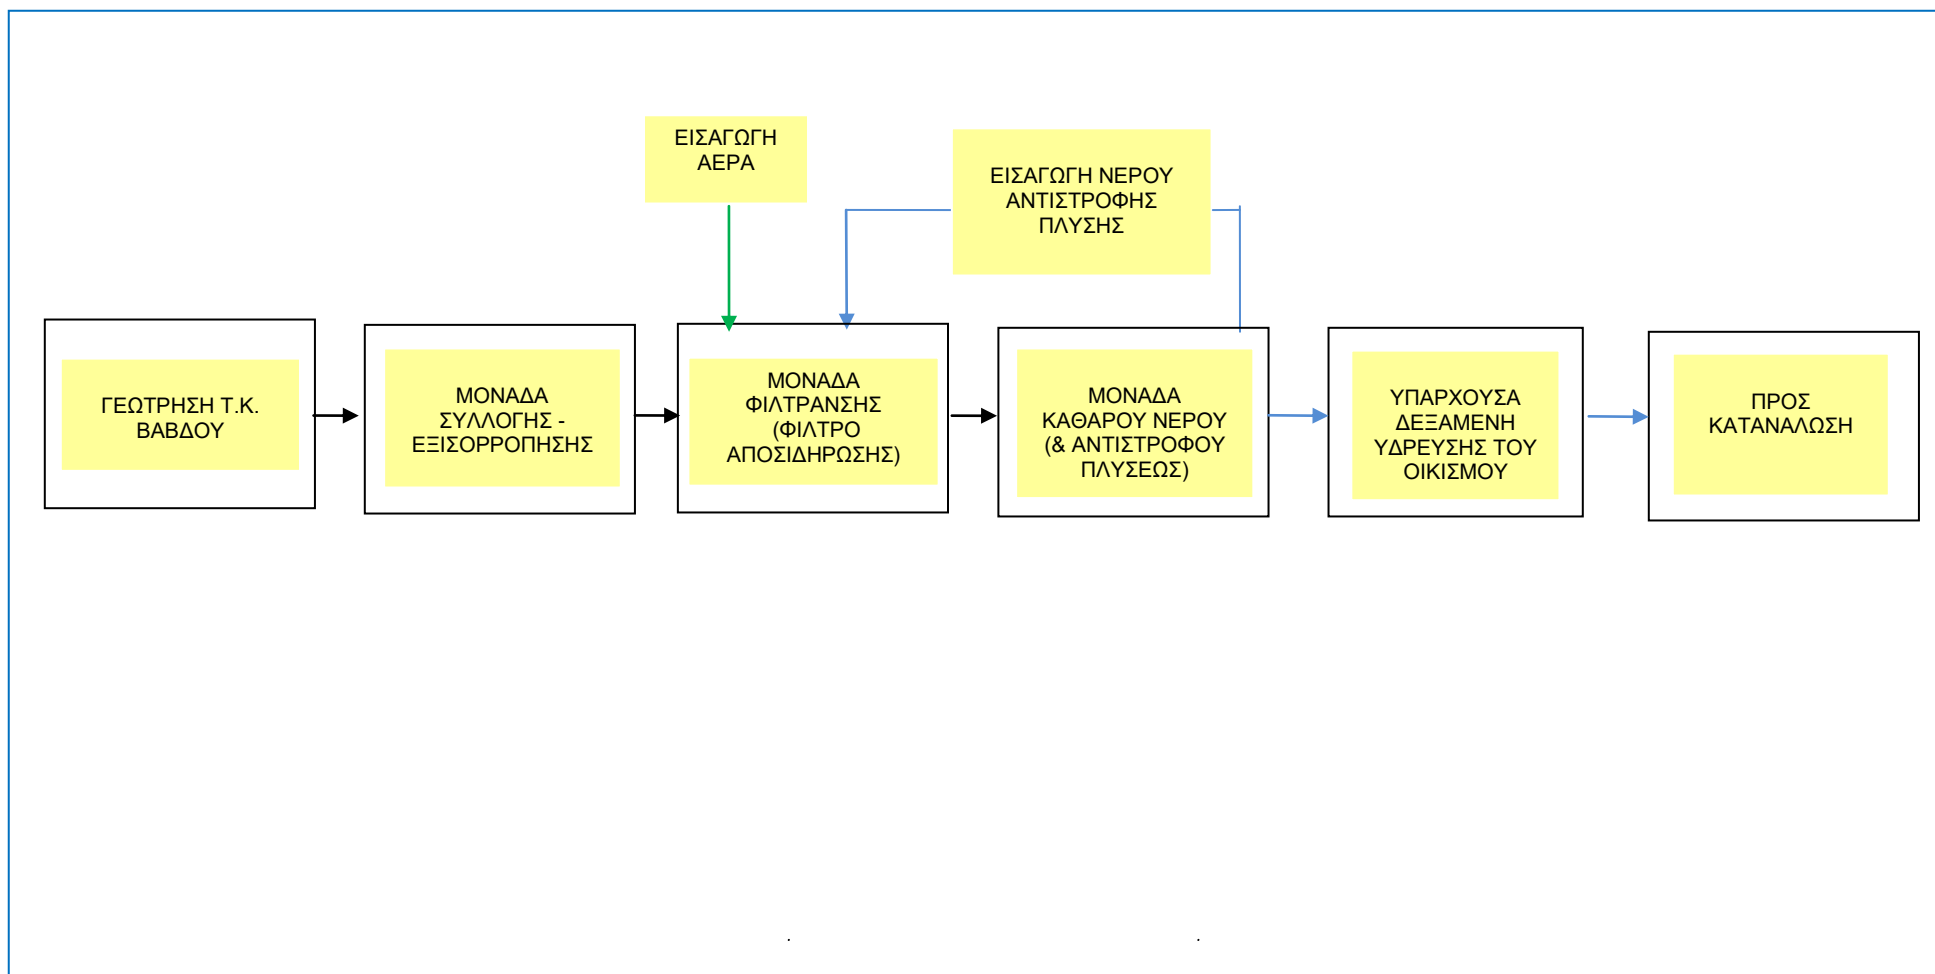 ΕΙΣΑΓΩΓΗ
ΑΕΡΑ
ΕΙΣΑΓΩΓΗ ΝΕΡΟΥ
ΑΝΤΙΣΤΡΟΦΗΣ
ΠΛΥΣΗΣ
ΓΕΩΤΡΗΣΗ Τ.Κ.
ΒΑΒΔΟΥ
ΜΟΝΑΔΑ
ΣΥΛΛΟΓΗΣ -
ΕΞΙΣΟΡΡΟΠΗΣΗΣ
ΜΟΝΑΔΑ
ΦΙΛΤΡΑΝΣΗΣ
(ΦΙΛΤΡΟ
ΑΠΟΣΙΔΗΡΩΣΗΣ)
ΜΟΝΑΔΑ
ΚΑΘΑΡΟΥ ΝΕΡΟΥ
(& ΑΝΤΙΣΤΡΟΦΟΥ
ΠΛΥΣΕΩΣ)
ΥΠΑΡΧΟΥΣΑ
ΔΕΞΑΜΕΝΗ
ΥΔΡΕΥΣΗΣ ΤΟΥ
ΟΙΚΙΣΜΟΥ
ΠΡΟΣ
ΚΑΤΑΝΑΛΩΣΗ